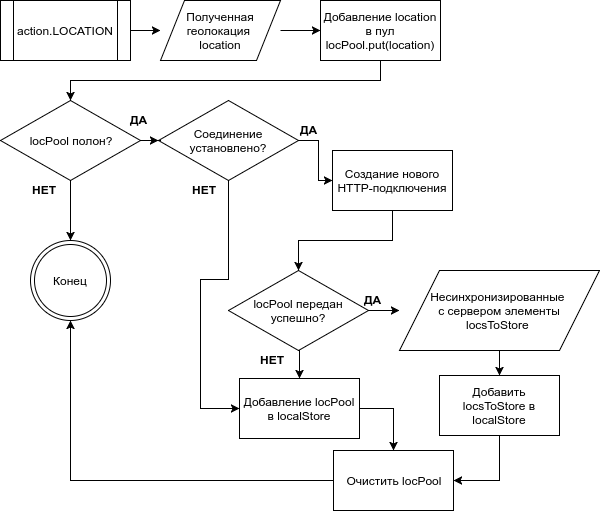 action.LOCATION
Полученная
геолокация
location
Добавление location
в пул
locPool.put(location)
locPool полон?
ДА
Соединение
установлено?
ДА
Создание нового
HTTP-подключения
НЕТ
НЕТ
Конец
locPool передан
успешно?
ДА
Несинхронизированные
с сервером элементы
locsToStore
НЕТ
Добавление locPool
в localStore
Добавить
locsToStore в
localStore
Очистить locPool